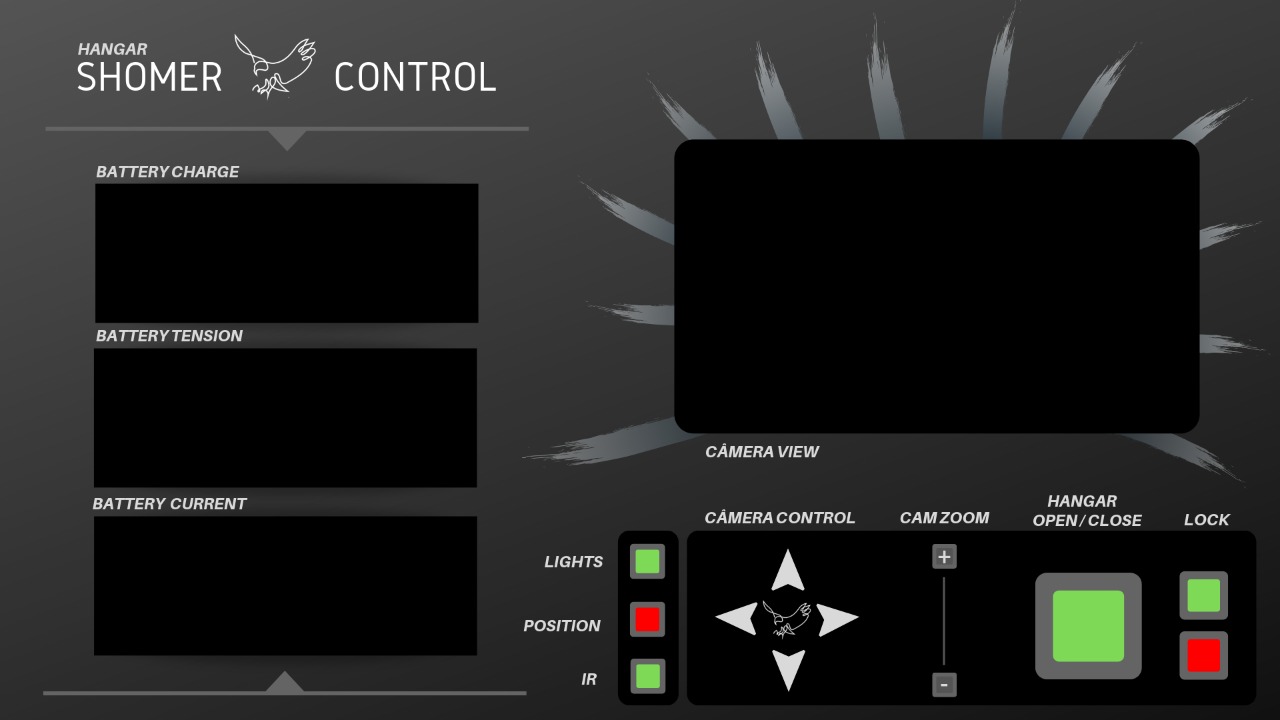 HANGAR
SHOMER CONTROL
BATTERY CHARGE
BATTERY TENSION
BATTERY CURRENT
CÂMERA VIEW
CÂMERA CONTROL
CAM ZOOM
HANGAR
OPEN / CLOSE
LOCK
LIGHTS
POSITION
IR
+
-